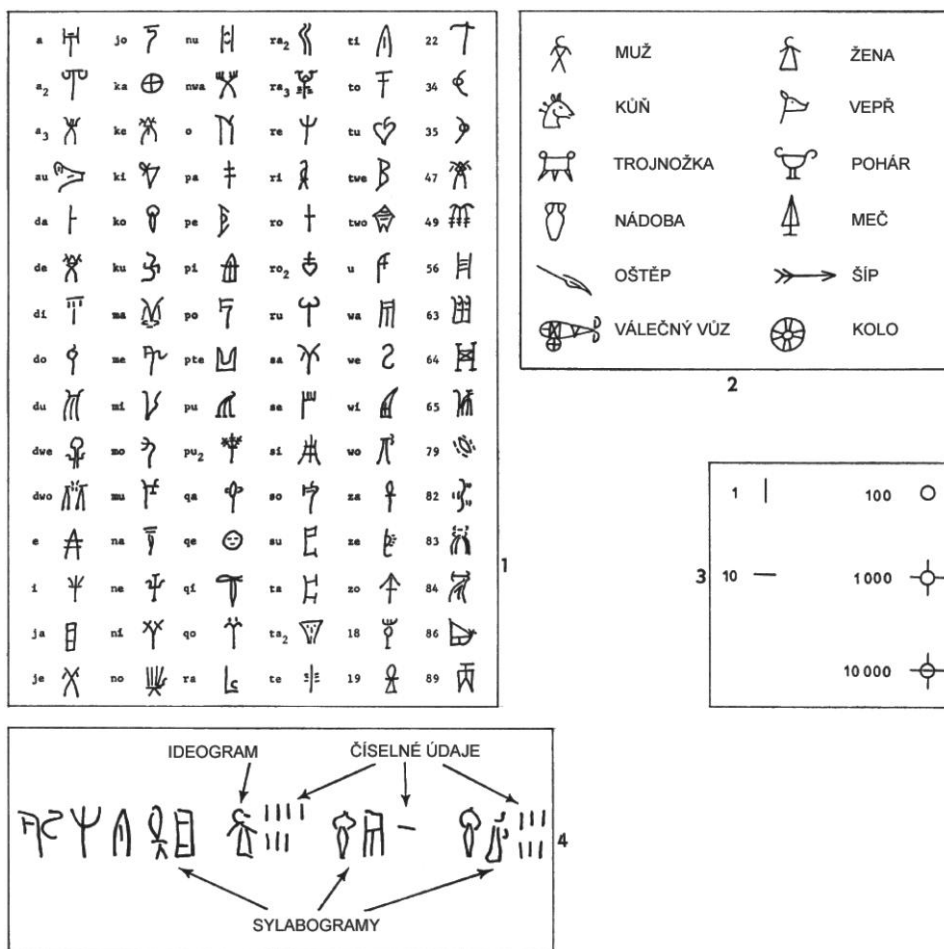 a jo nu ra₂ ti 22
a₂ ka nwa ra₃ to 34
a₃ ke o re tu 35
au ki pa ri twe 47
da ko pe ro two 49
de ku pi ro₂ u 56
di ma po ru wa 63
do me pte sa we 64
du mi pu se wi 65
dwe mo pu₂ si wo 79
dwo mu qa so za 82
e na qe su ze 83
i ne qi ta zo 84
ja ni qo ta₂ 18 86
je no ra te 19 89
1
MUŽ ŽENA
KŮŇ VEPŘ
TROJNOŽKA POHÁR
NÁDOBA MEČ
OŠTĚP ŠÍP
VÁLEČNÝ VŮZ KOLO
2
1 100
3
10 1000
10 000
IDEOGRAM ČÍSELNÉ ÚDAJE
4
SYLABOGRAMY